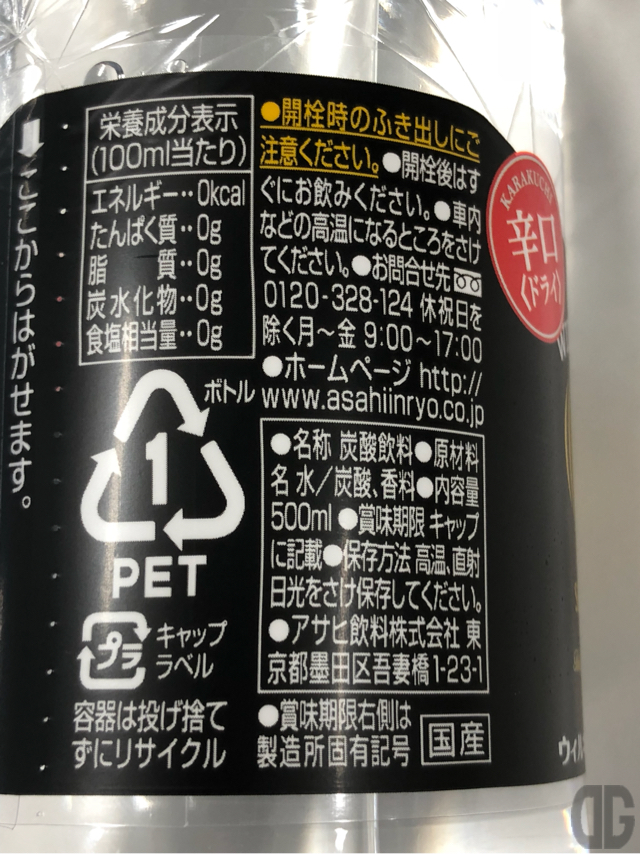 ここからはがせます。
栄養成分表示
(100ml当たり)
エネルギー‥0kcal
たんぱく質‥0g
脂　　質‥0g
炭水化物‥0g
食塩相当量‥0g
●開栓時のふき出しにご
注意ください。●開栓後はす
ぐにお飲みください。●車内
などの高温になるところをさけ
てください。●お問合せ先
0120-328-124 休祝日を
除く月〜金 9:00〜17:00
●ホームページ http://
www.asahiinryo.co.jp
KARAKUCHI
辛口
〈ドライ〉
ボトル
1
PET
プラ
キャップ
ラベル
容器は投げ捨て
ずにリサイクル
●名称 炭酸飲料●原材料
名 水/炭酸、香料●内容量
500ml ●賞味期限 キャップ
に記載●保存方法 高温、直射
日光をさけ保存してください。
●アサヒ飲料株式会社 東
京都墨田区吾妻橋1-23-1
●賞味期限右側は
製造所固有記号
国産
ウィル
DG